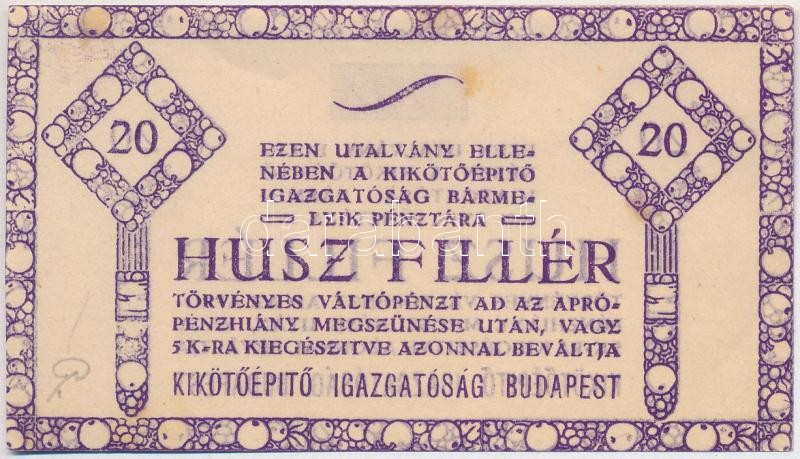 20
20
EZEN UTALVÁNY ELLE-
NÉBEN A KIKÖTŐÉPITŐ
IGAZGATÓSÁG BÁRME-
LYIK PÉNZTÁRA
HUSZ FILLÉR
TÖRVÉNYES VÁLTÓPÉNZT AD AZ APRÓ-
PÉNZHIÁNY MEGSZÜNÉSE UTÁN, VAGY
5 K-RA KIEGÉSZITVE AZONNAL BEVÁLTJA
KIKÖTŐÉPITŐ IGAZGATÓSÁG BUDAPEST
darabanth